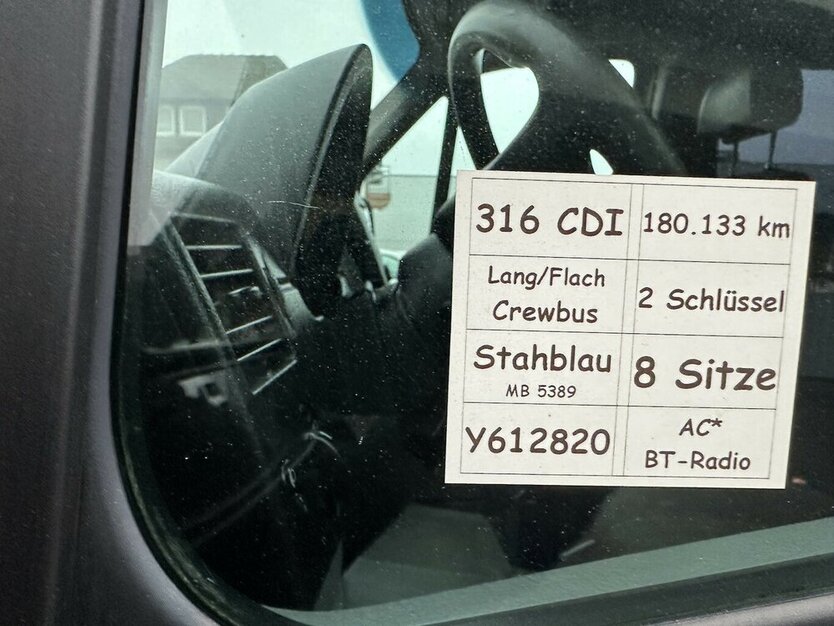 316 CDI
180.133 km
Lang/Flach
Crewbus
2 Schlüssel
Stahblau
MB 5389
8 Sitze
Y612820
AC*
BT-Radio